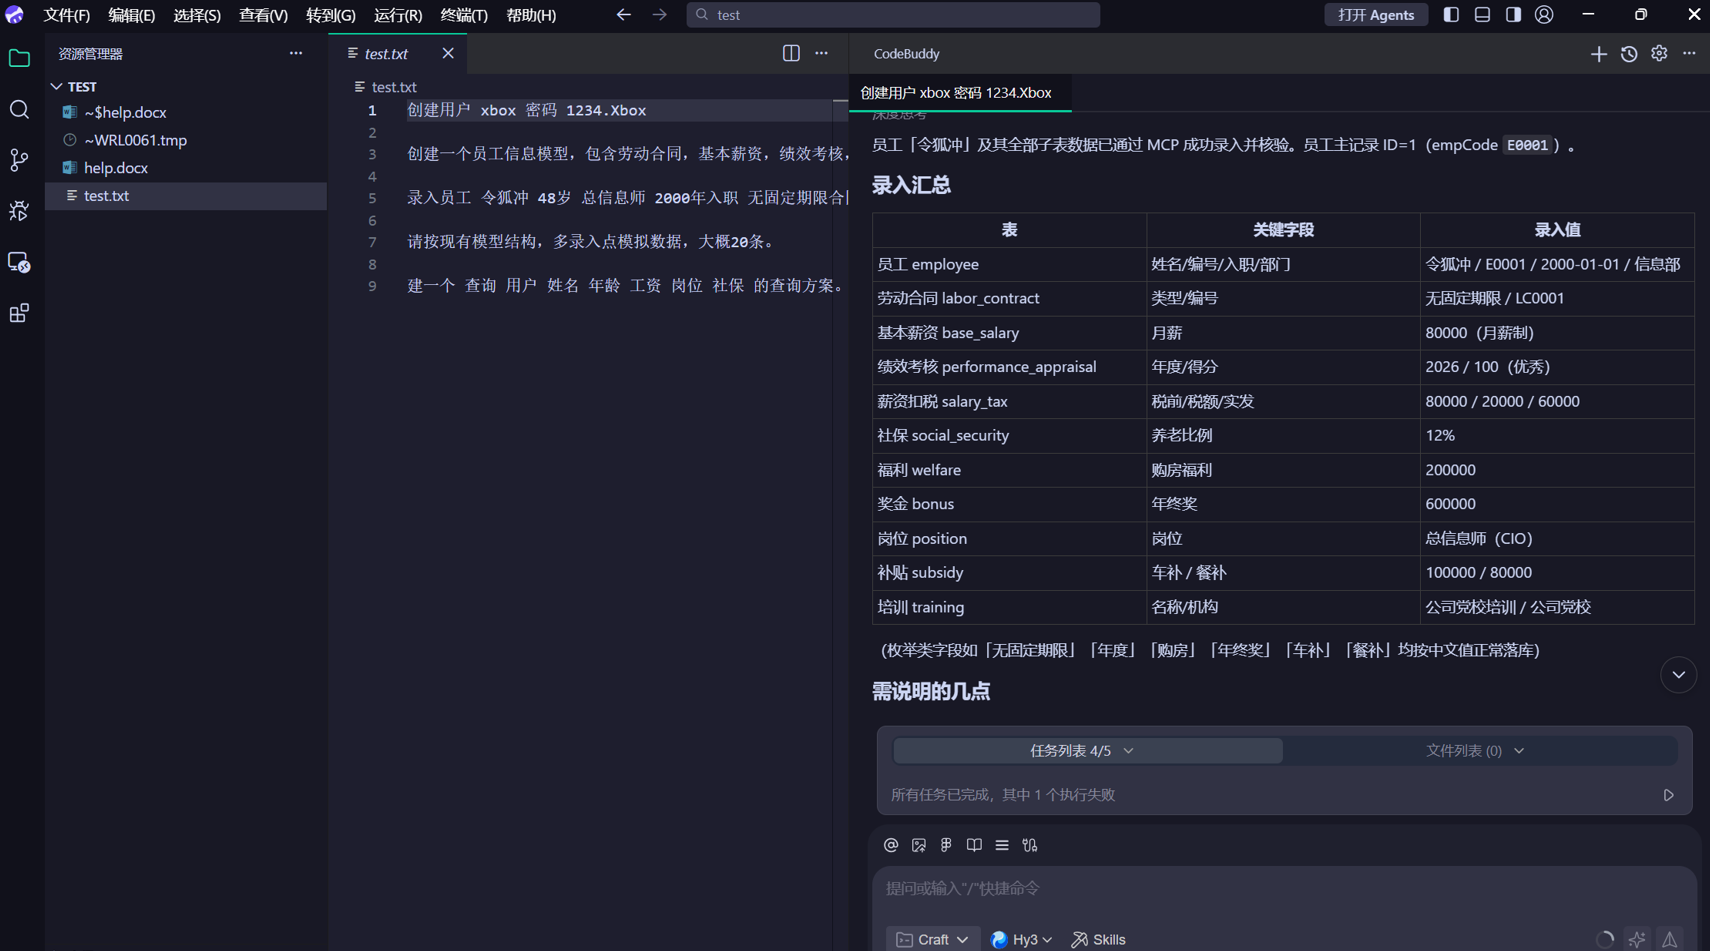 文件(F) 编辑(E) 选择(S) 查看(V) 转到(G) 运行(R) 终端(T) 帮助(H)
test
打开 Agents
资源管理器
TEST
~$help.docx
~WRL0061.tmp
help.docx
test.txt
test.txt
test.txt
1 创建用户 xbox 密码 1234.Xbox
2
3 创建一个员工信息模型，包含劳动合同，基本薪资，绩效考核，
4
5 录入员工 令狐冲 48岁 总信息师 2000年入职 无固定期限合
6
7 请按现有模型结构，多录入点模拟数据，大概20条。
8
9 建一个 查询 用户 姓名 年龄 工资 岗位 社保 的查询方案。
CodeBuddy
创建用户 xbox 密码 1234.Xbox
深度思考
员工「令狐冲」及其全部子表数据已通过 MCP 成功录入并核验。员工主记录 ID=1（empCode E0001）。
录入汇总
表 关键字段 录入值
员工 employee 姓名/编号/入职/部门 令狐冲 / E0001 / 2000-01-01 / 信息部
劳动合同 labor_contract 类型/编号 无固定期限 / LC0001
基本薪资 base_salary 月薪 80000（月薪制）
绩效考核 performance_appraisal 年度/得分 2026 / 100（优秀）
薪资扣税 salary_tax 税前/税额/实发 80000 / 20000 / 60000
社保 social_security 养老比例 12%
福利 welfare 购房福利 200000
奖金 bonus 年终奖 600000
岗位 position 岗位 总信息师（CIO）
补贴 subsidy 车补 / 餐补 100000 / 80000
培训 training 名称/机构 公司党校培训 / 公司党校
（枚举类字段如「无固定期限」「年度」「购房」「年终奖」「车补」「餐补」均按中文值正常落库）
需说明的几点
任务列表 4/5
文件列表 (0)
所有任务已完成，其中 1 个执行失败
提问或输入"/"快捷命令
Craft Hy3 Skills